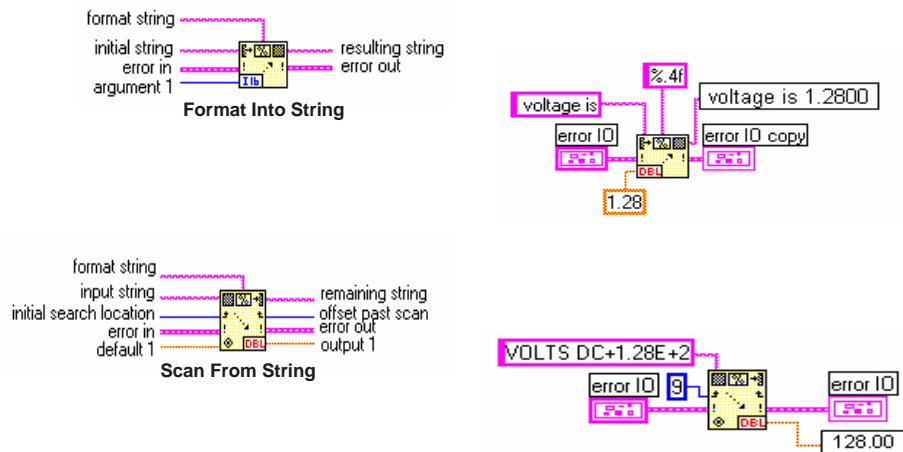 format string
initial string
error in
argument 1
I16
resulting string
error out
Format Into String
%.4f
voltage is
voltage is 1.2800
error IO
error IO copy
DBL
1.28
format string
input string
initial search location
error in
default 1
DBL
remaining string
offset past scan
error out
output 1
Scan From String
VOLTS DC+1.28E+2
error IO
9
error IO
DBL
128.00